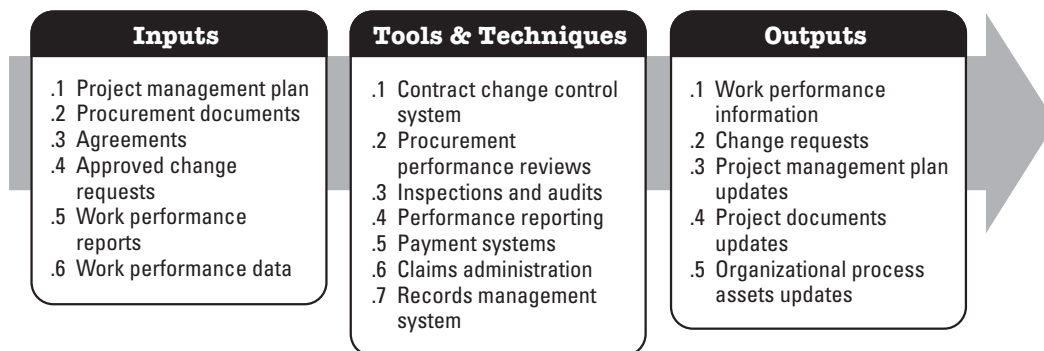 Inputs
.1 Project management plan
.2 Procurement documents
.3 Agreements
.4 Approved change
requests
.5 Work performance
reports
.6 Work performance data
Tools & Techniques
.1 Contract change control
system
.2 Procurement
performance reviews
.3 Inspections and audits
.4 Performance reporting
.5 Payment systems
.6 Claims administration
.7 Records management
system
Outputs
.1 Work performance
information
.2 Change requests
.3 Project management plan
updates
.4 Project documents
updates
.5 Organizational process
assets updates